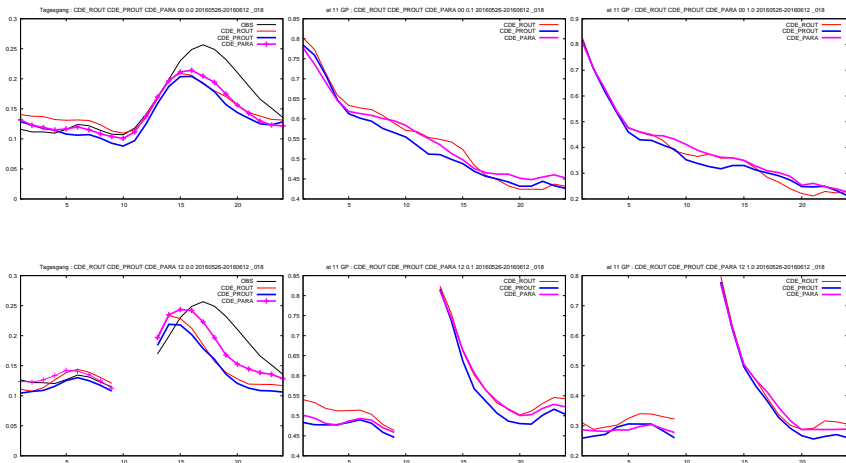 Tagesgang : CDE_ROUT CDE_PROUT CDE_PARA 00 0.0 20160526-20160612 _018
OBS
CDE_ROUT
CDE_PROUT
CDE_PARA
0.3
0.25
0.2
0.15
0.1
0.05
0
5
10
15
20
at 11 GP : CDE_ROUT CDE_PROUT CDE_PARA 00 0.1 20160526-20160612 _018
CDE_ROUT
CDE_PROUT
CDE_PARA
0.85
0.8
0.75
0.7
0.65
0.6
0.55
0.5
0.45
0.4
5
10
15
20
at 11 GP : CDE_ROUT CDE_PROUT CDE_PARA 00 1.0 20160526-20160612 _018
CDE_ROUT
CDE_PROUT
CDE_PARA
0.9
0.8
0.7
0.6
0.5
0.4
0.3
0.2
5
10
15
20
Tagesgang : CDE_ROUT CDE_PROUT CDE_PARA 12 0.0 20160526-20160612 _018
OBS
CDE_ROUT
CDE_PROUT
CDE_PARA
0.3
0.25
0.2
0.15
0.1
0.05
0
5
10
15
20
at 11 GP : CDE_ROUT CDE_PROUT CDE_PARA 12 0.1 20160526-20160612 _018
CDE_ROUT
CDE_PROUT
CDE_PARA
0.85
0.8
0.75
0.7
0.65
0.6
0.55
0.5
0.45
0.4
5
10
15
20
at 11 GP : CDE_ROUT CDE_PROUT CDE_PARA 12 1.0 20160526-20160612 _018
CDE_ROUT
CDE_PROUT
CDE_PARA
0.8
0.7
0.6
0.5
0.4
0.3
0.2
5
10
15
20